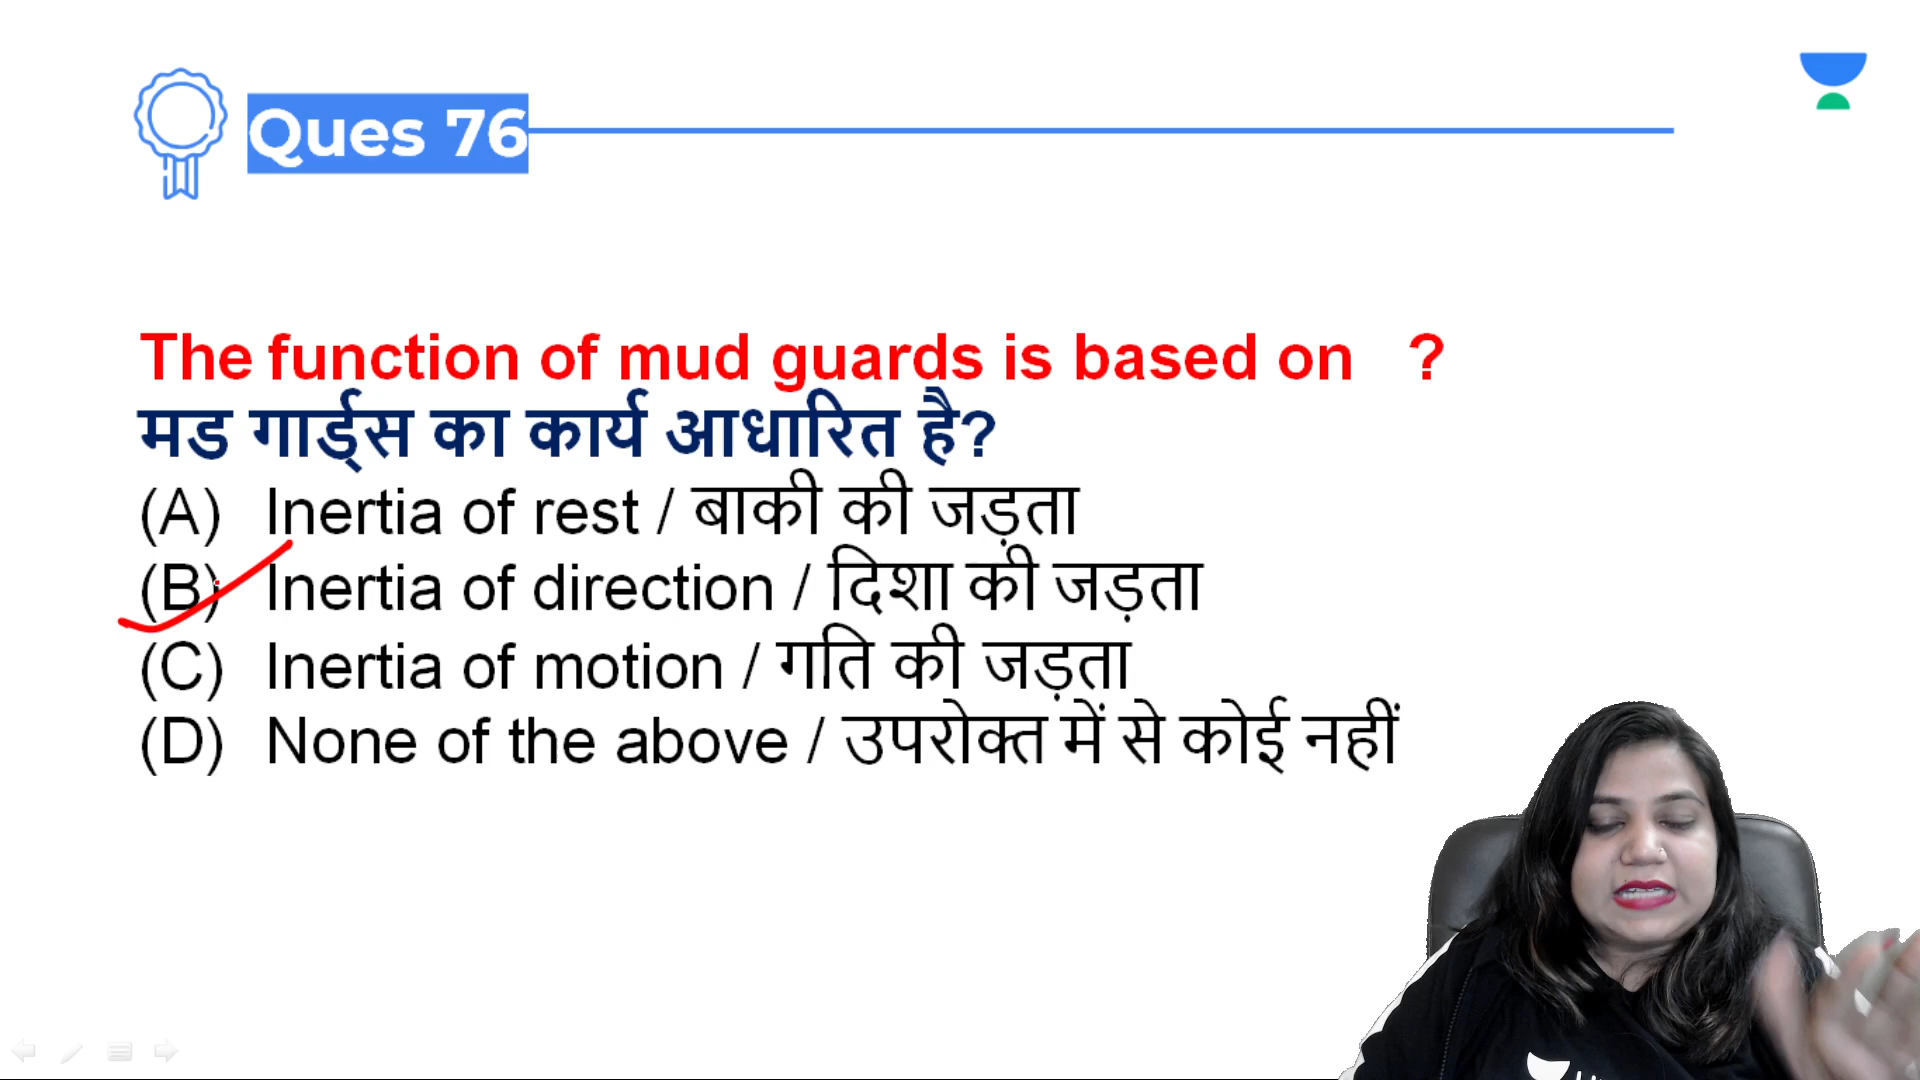 Ques 76
The function of mud guards is based on ?
मड गार्ड्स का कार्य आधारित है?
(A) Inertia of rest / बाकी की जड़ता
(B) Inertia of direction / दिशा की जड़ता
(C) Inertia of motion / गति की जड़ता
(D) None of the above / उपरोक्त में से कोई नहीं